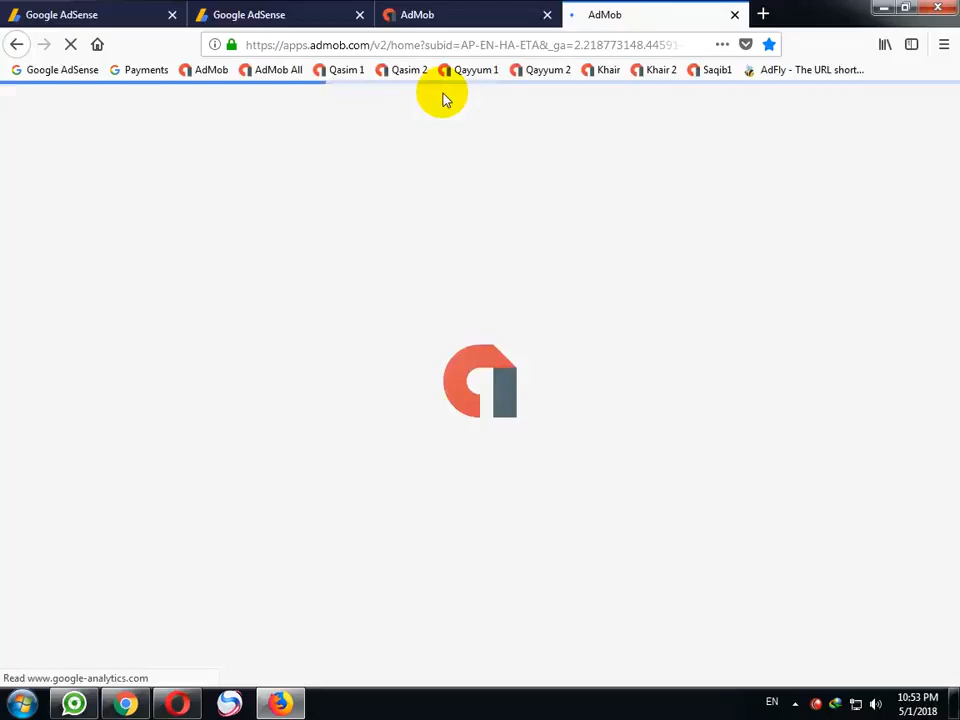 Google AdSense
Google AdSense
AdMob
AdMob
https://apps.admob.com/v2/home?subid=AP-EN-HA-ETA&_ga=2.218773148.44591
Google AdSense
Payments
AdMob
AdMob All
Qasim 1
Qasim 2
Qayyum 1
Qayyum 2
Khair
Khair 2
Saqib1
AdFly - The URL short...
Read www.google-analytics.com
EN
10:53 PM
5/1/2018